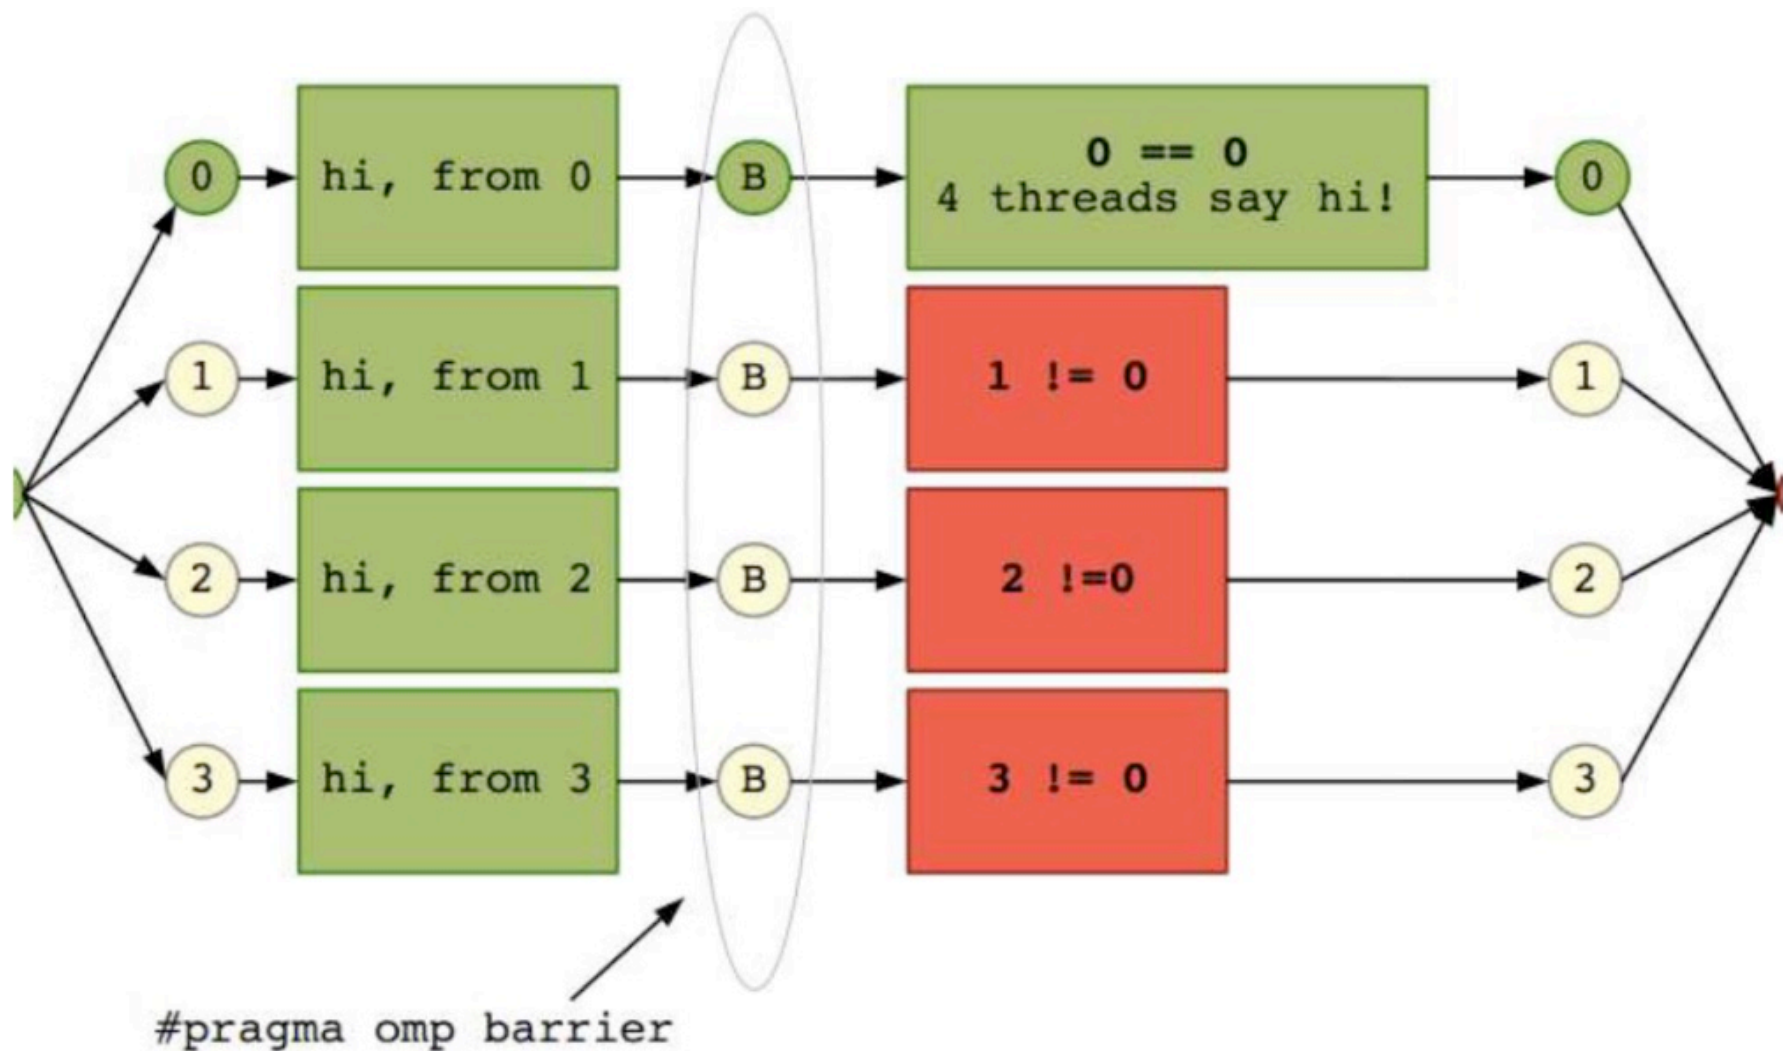 0
hi, from 0
B
0 == 0
4 threads say hi!
0
1
hi, from 1
B
1 != 0
1
2
hi, from 2
B
2 !=0
2
3
hi, from 3
B
3 != 0
3
#pragma omp barrier